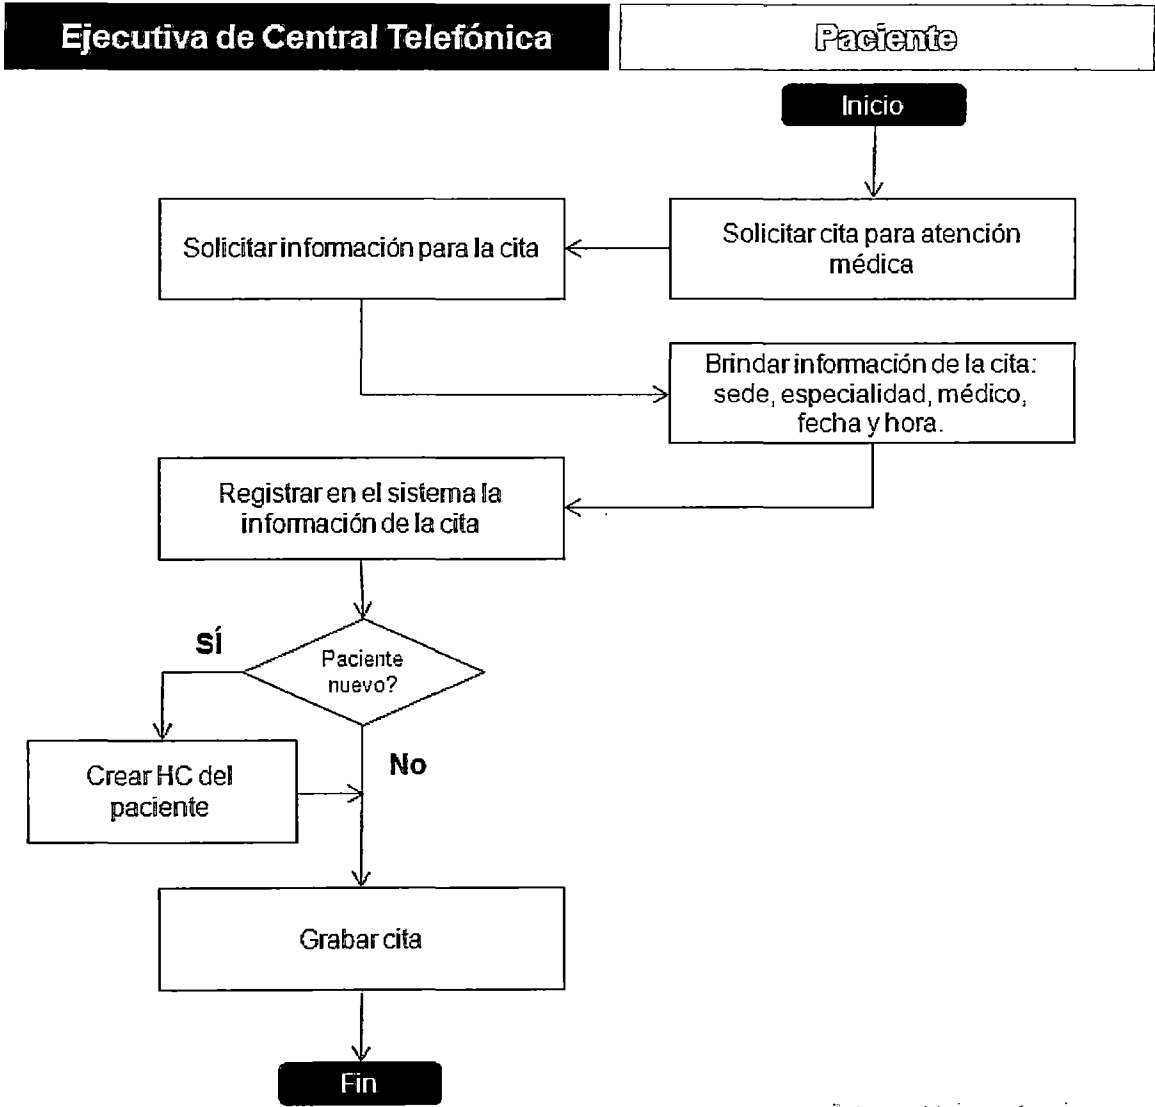 Ejecutiva de Central Telefónica
Paciente
Inicio
Solicitar cita para atención
médica
Solicitar información para la cita
Brindar información de la cita:
sede, especialidad, médico,
fecha y hora.
Registrar en el sistema la
información de la cita
Paciente
nuevo?
SÍ
No
Crear HC del
paciente
Grabar cita
Fin